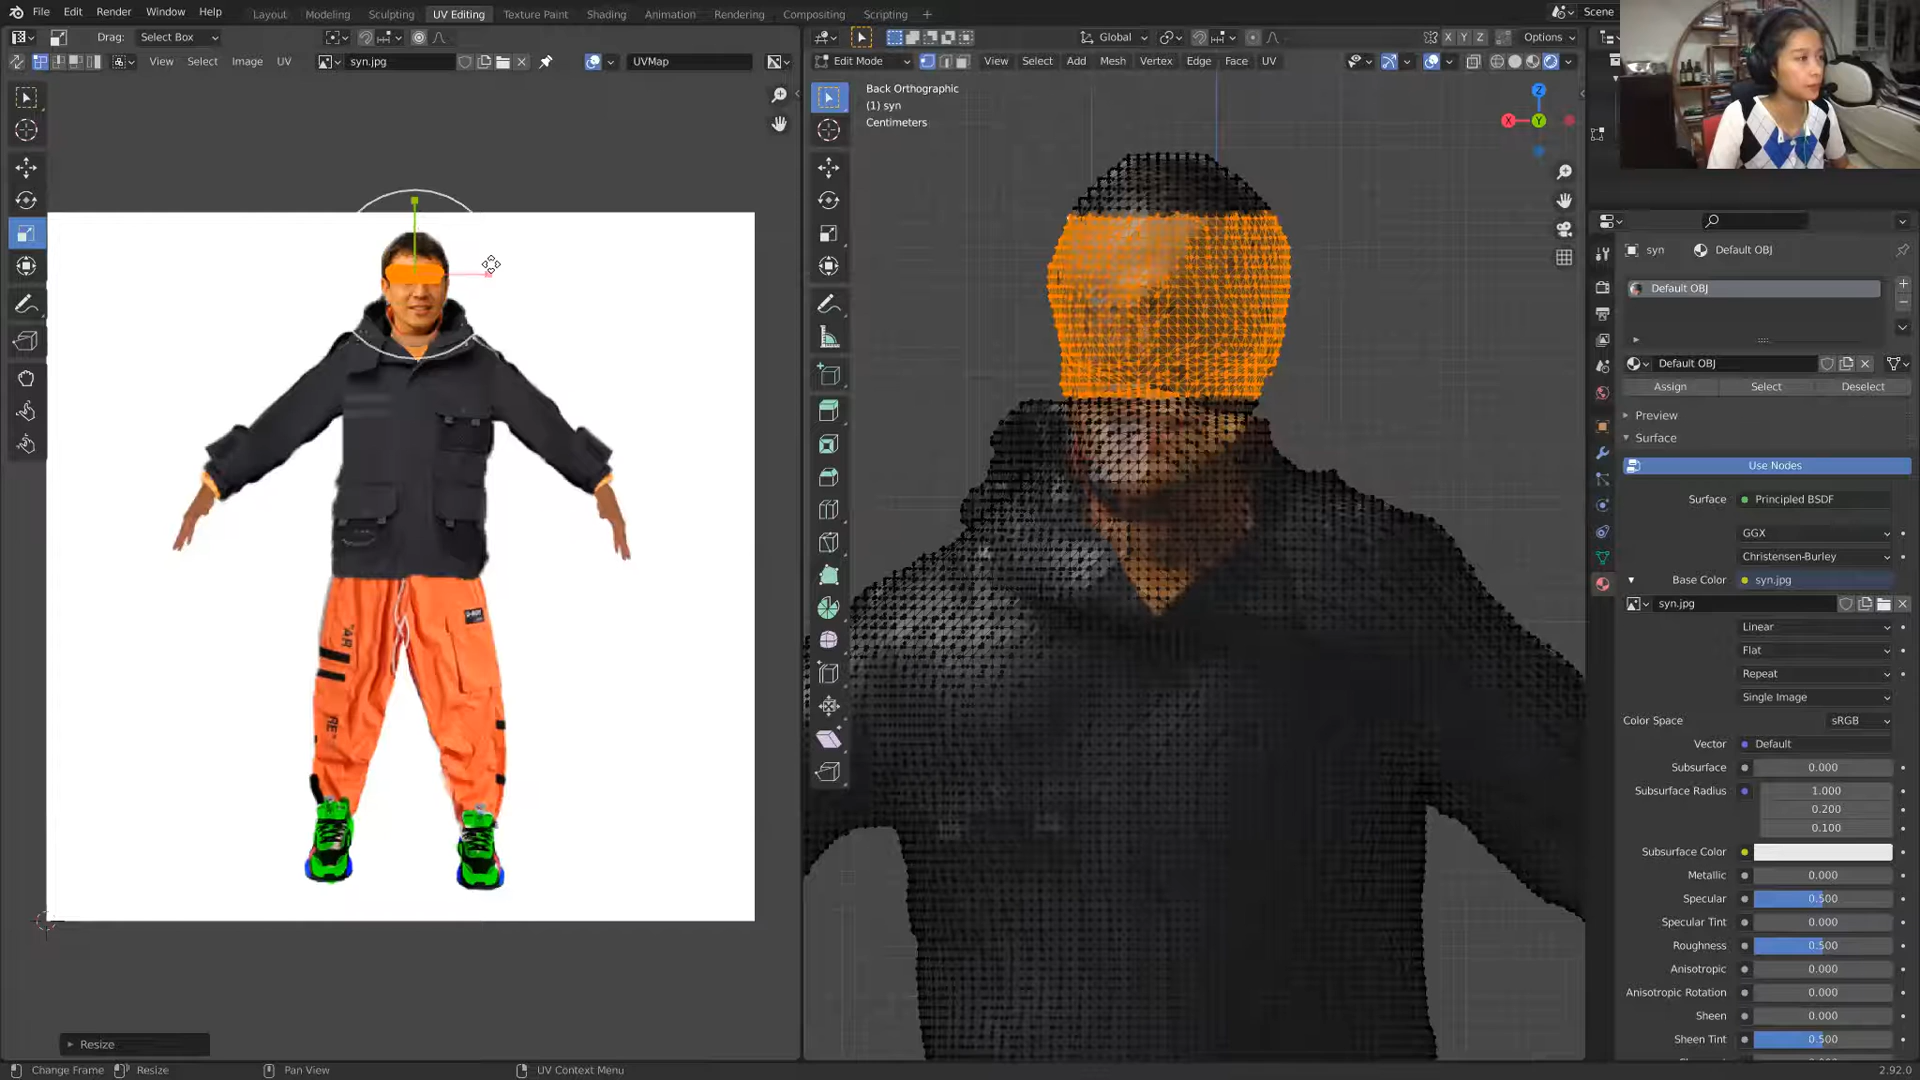 File Edit Render Window Help
Layout Modeling Sculpting UV Editing Texture Paint Shading Animation Rendering Compositing Scripting +
Scene
Drag: Select Box
Global
X Y Z
Options
View Select Image UV
syn.jpg
UVMap
Edit Mode
View Select Add Mesh Vertex Edge Face UV
Back Orthographic
(1) syn
Centimeters
Z
X
Y
syn
Default OBJ
Default OBJ
Default OBJ
Assign
Select
Deselect
Preview
Surface
Use Nodes
Surface
Principled BSDF
GGX
Christensen-Burley
Base Color
syn.jpg
syn.jpg
Linear
Flat
Repeat
Single Image
Color Space
sRGB
Vector
Default
Subsurface
0.000
Subsurface Radius
1.000
0.200
0.100
Subsurface Color
Metallic
0.000
Specular
0.500
Specular Tint
0.000
Roughness
0.500
Anisotropic
0.000
Anisotropic Rotation
0.000
Sheen
0.000
Sheen Tint
0.500
"AR
RE"
Resize
Change Frame
Resize
Pan View
UV Context Menu
2.92.0